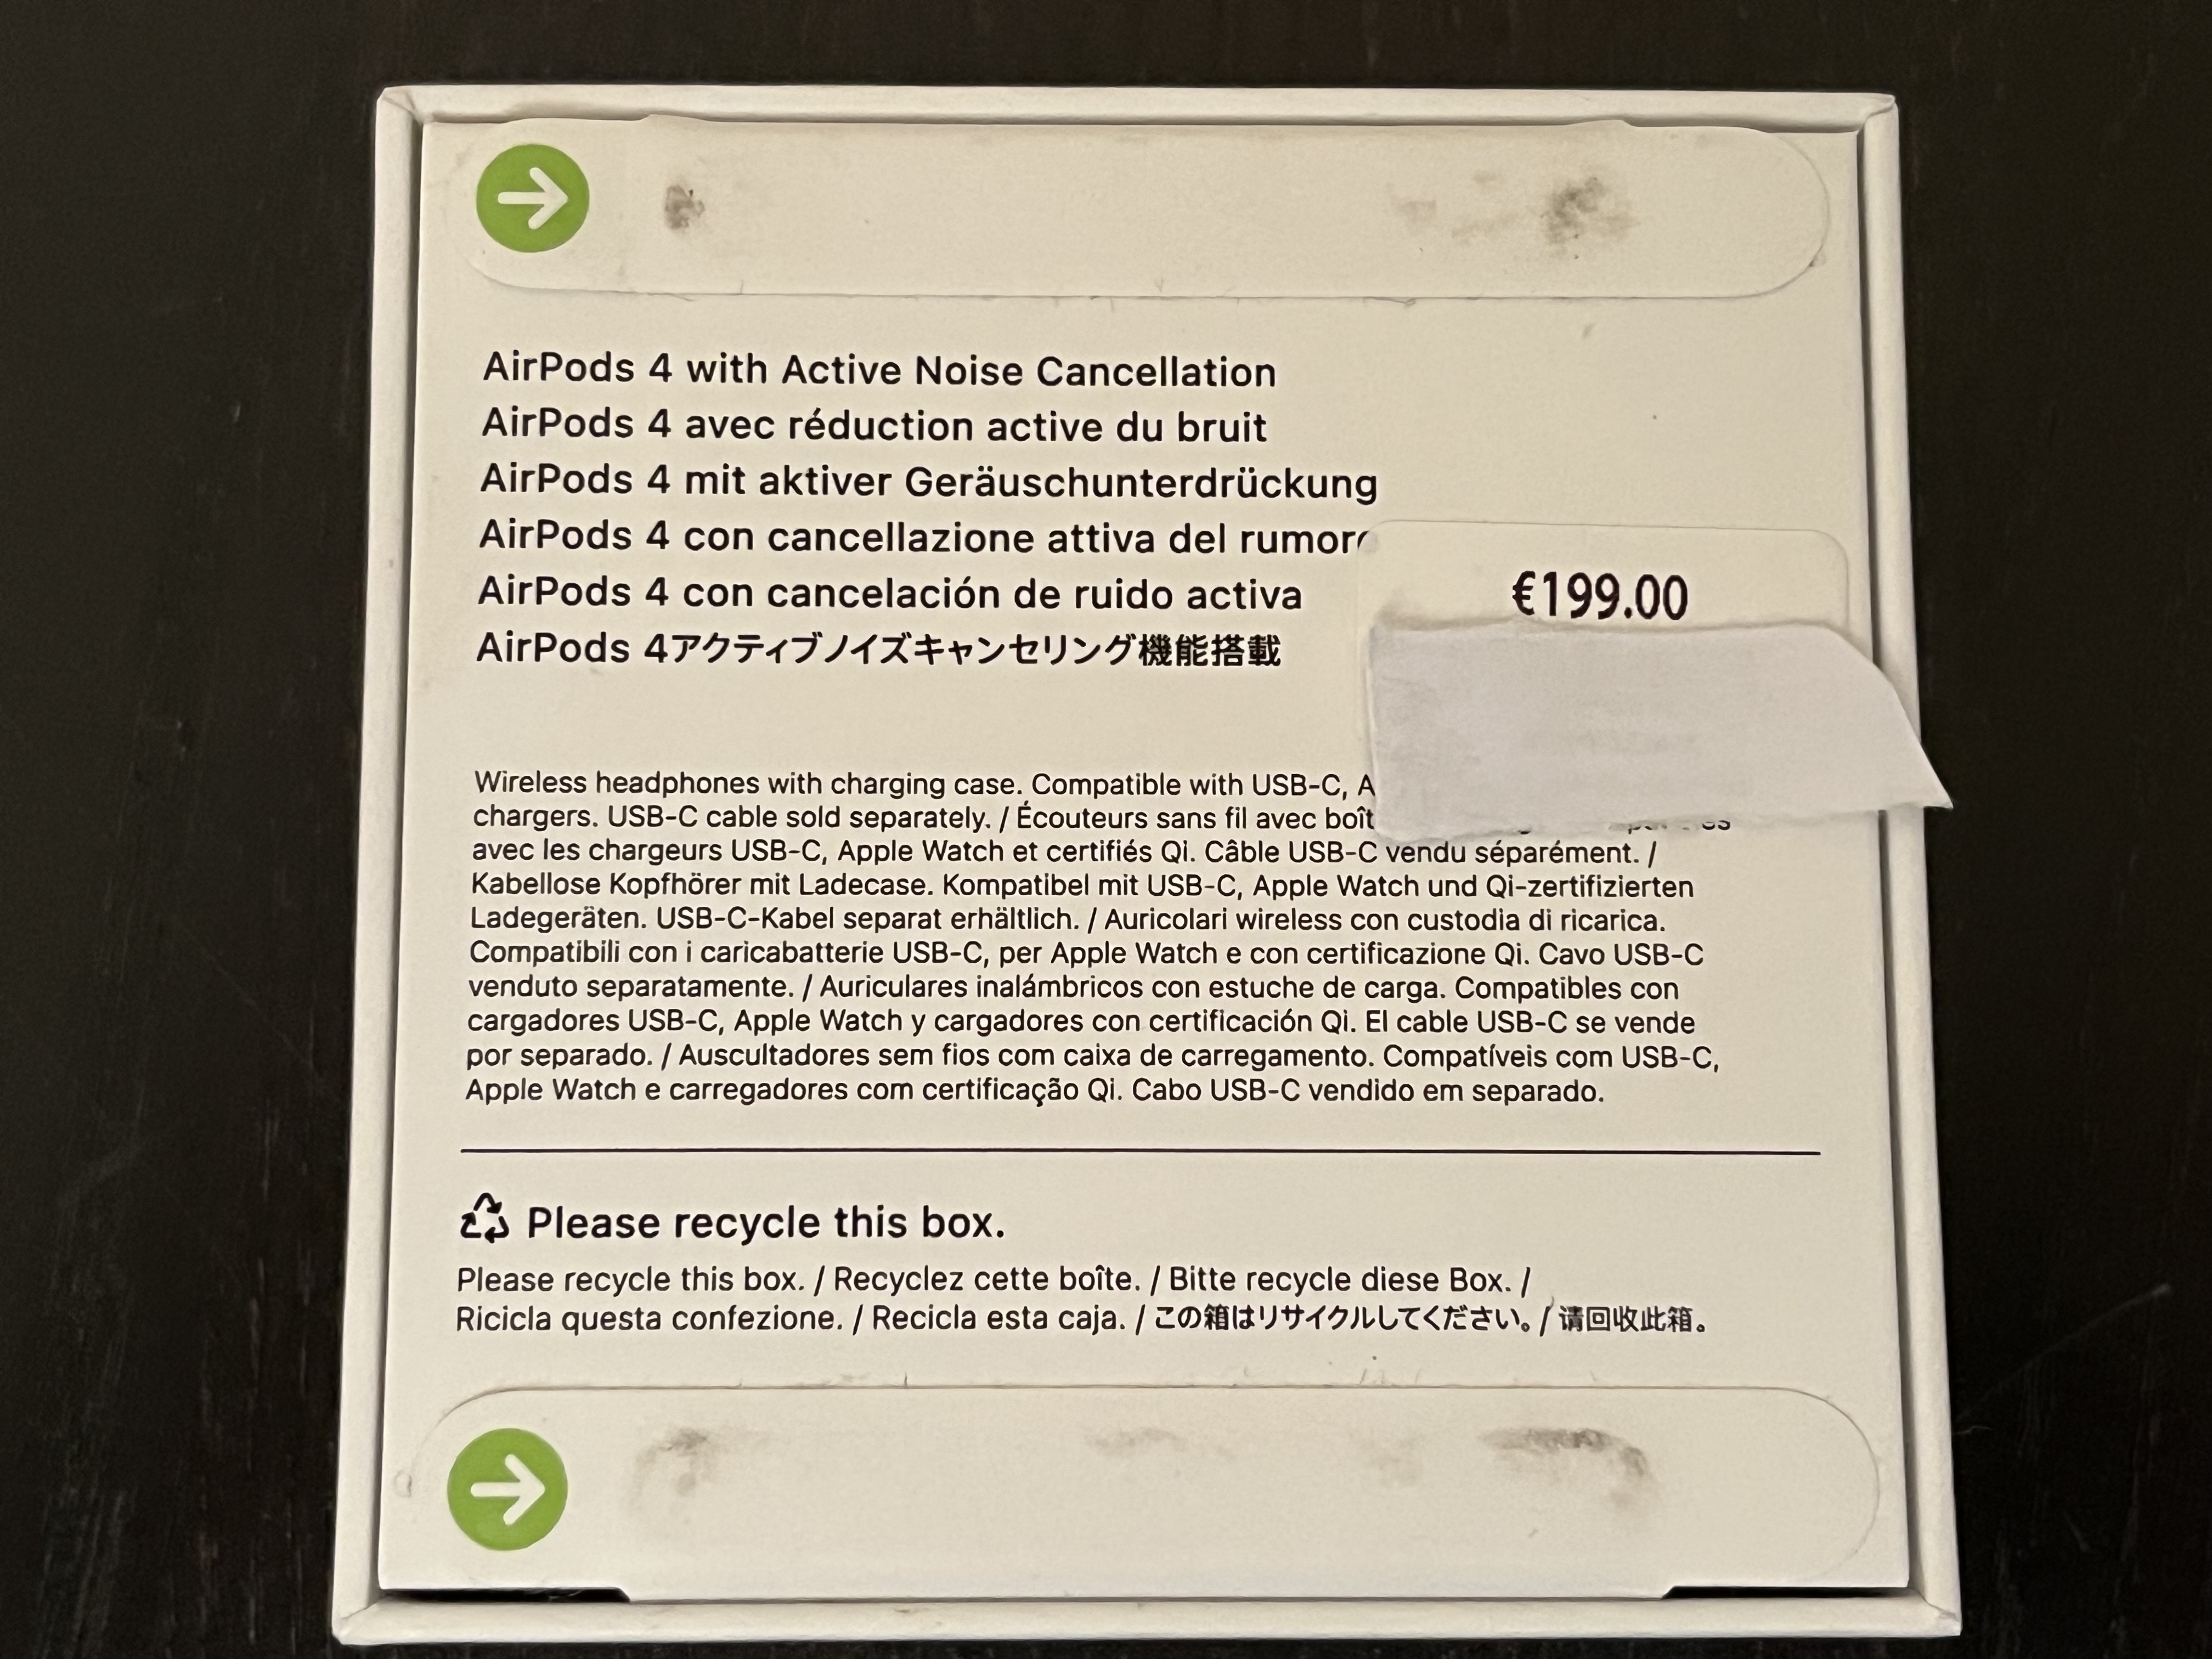 AirPods 4 with Active Noise Cancellation
AirPods 4 avec réduction active du bruit
AirPods 4 mit aktiver Geräuschunterdrückung
AirPods 4 con cancellazione attiva del
AirPods 4 con cancelación de ruido activa
AirPods 4アクティブノイズキャンセリング機能搭載
€199.00
Wireless headphones with charging case. Compatible with USB-C,
chargers. USB-C cable sold separately. / Écouteurs sans fil avec
avec les chargeurs USB-C, Apple Watch et certifiés Qi. Câble USB-C vendu séparément. /
Kabellose Kopfhörer mit Ladecase. Kompatibel mit USB-C, Apple Watch und Qi-zertifizierten
Ladegeräten. USB-C-Kabel separat erhältlich. / Auricolari wireless con custodia di ricarica.
Compatibili con i caricabatterie USB-C, per Apple Watch e con certificazione Qi. Cavo USB-C
venduto separatamente. / Auriculares inalámbricos con estuche de carga. Compatibles con
cargadores USB-C, Apple Watch y cargadores con certificación Qi. El cable USB-C se vende
por separado. / Auscultadores sem fios com caixa de carregamento. Compatíveis com USB-C,
Apple Watch e carregadores com certificação Qi. Cabo USB-C vendido em separado.
Please recycle this box.
Please recycle this box. / Recyclez cette boîte. / Bitte recycle diese Box. /
Ricicla questa confezione. / Recicla esta caja. / この箱はリサイクルしてください。/ 请回收此箱。